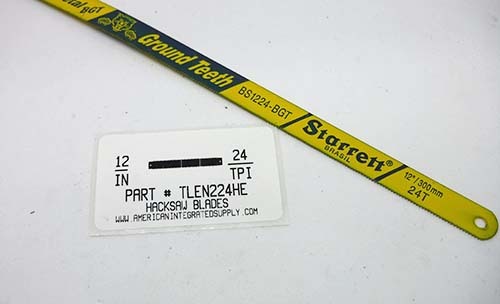 BGT
Ground Teeth
BS1224-BGT
Starrett
BRASIL
12"/300mm
24T
12 24
IN TPI
PART # TLEN224HE
HACKSAW BLADES
WWW.AMERICANINTEGRATEDSUPPLY.COM